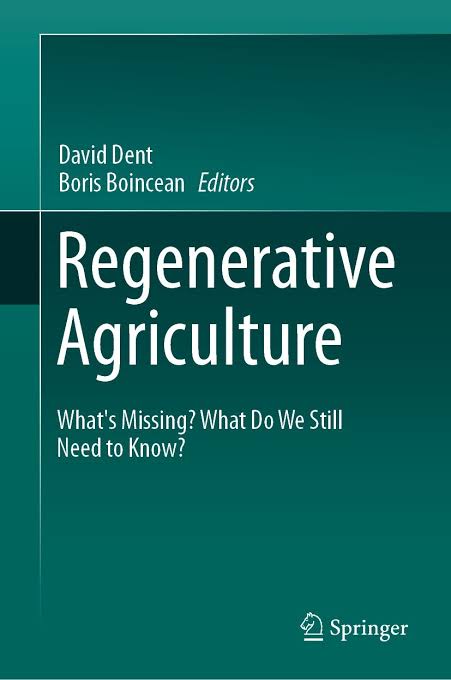 David Dent
Boris Boincean Editors
Regenerative
Agriculture
What's Missing? What Do We Still
Need to Know?
Springer